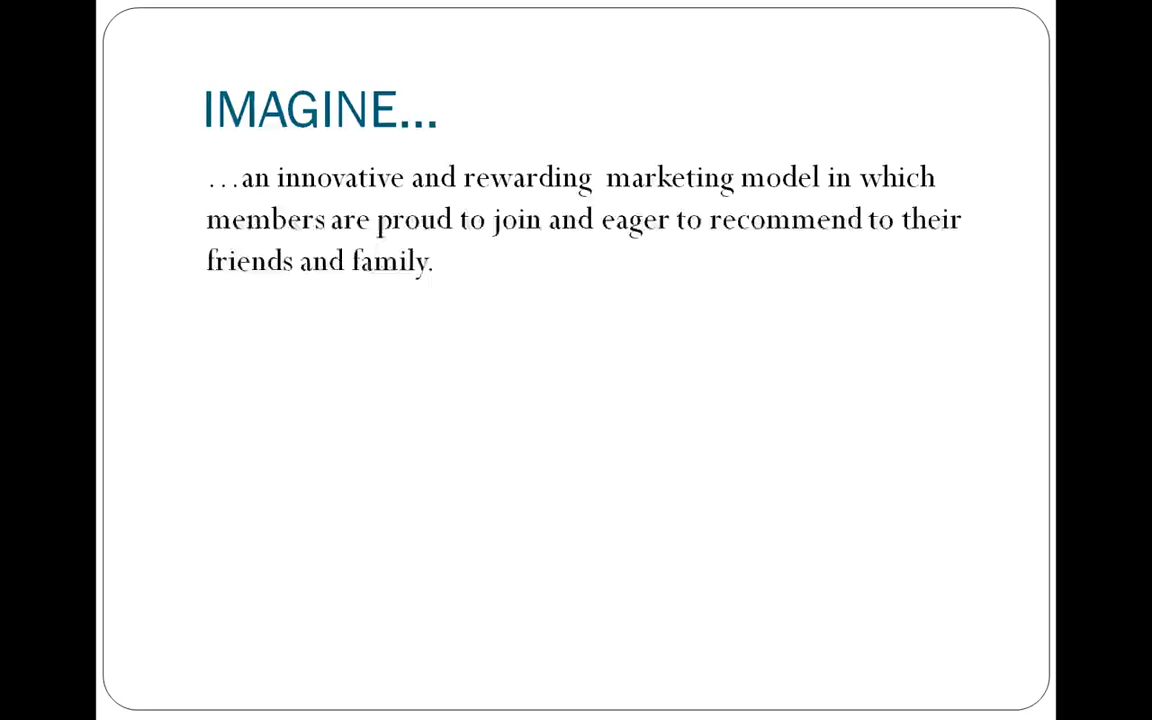 IMAGINE...
...an innovative and rewarding  marketing model in which
members are proud to join and eager to recommend to their
friends and family.